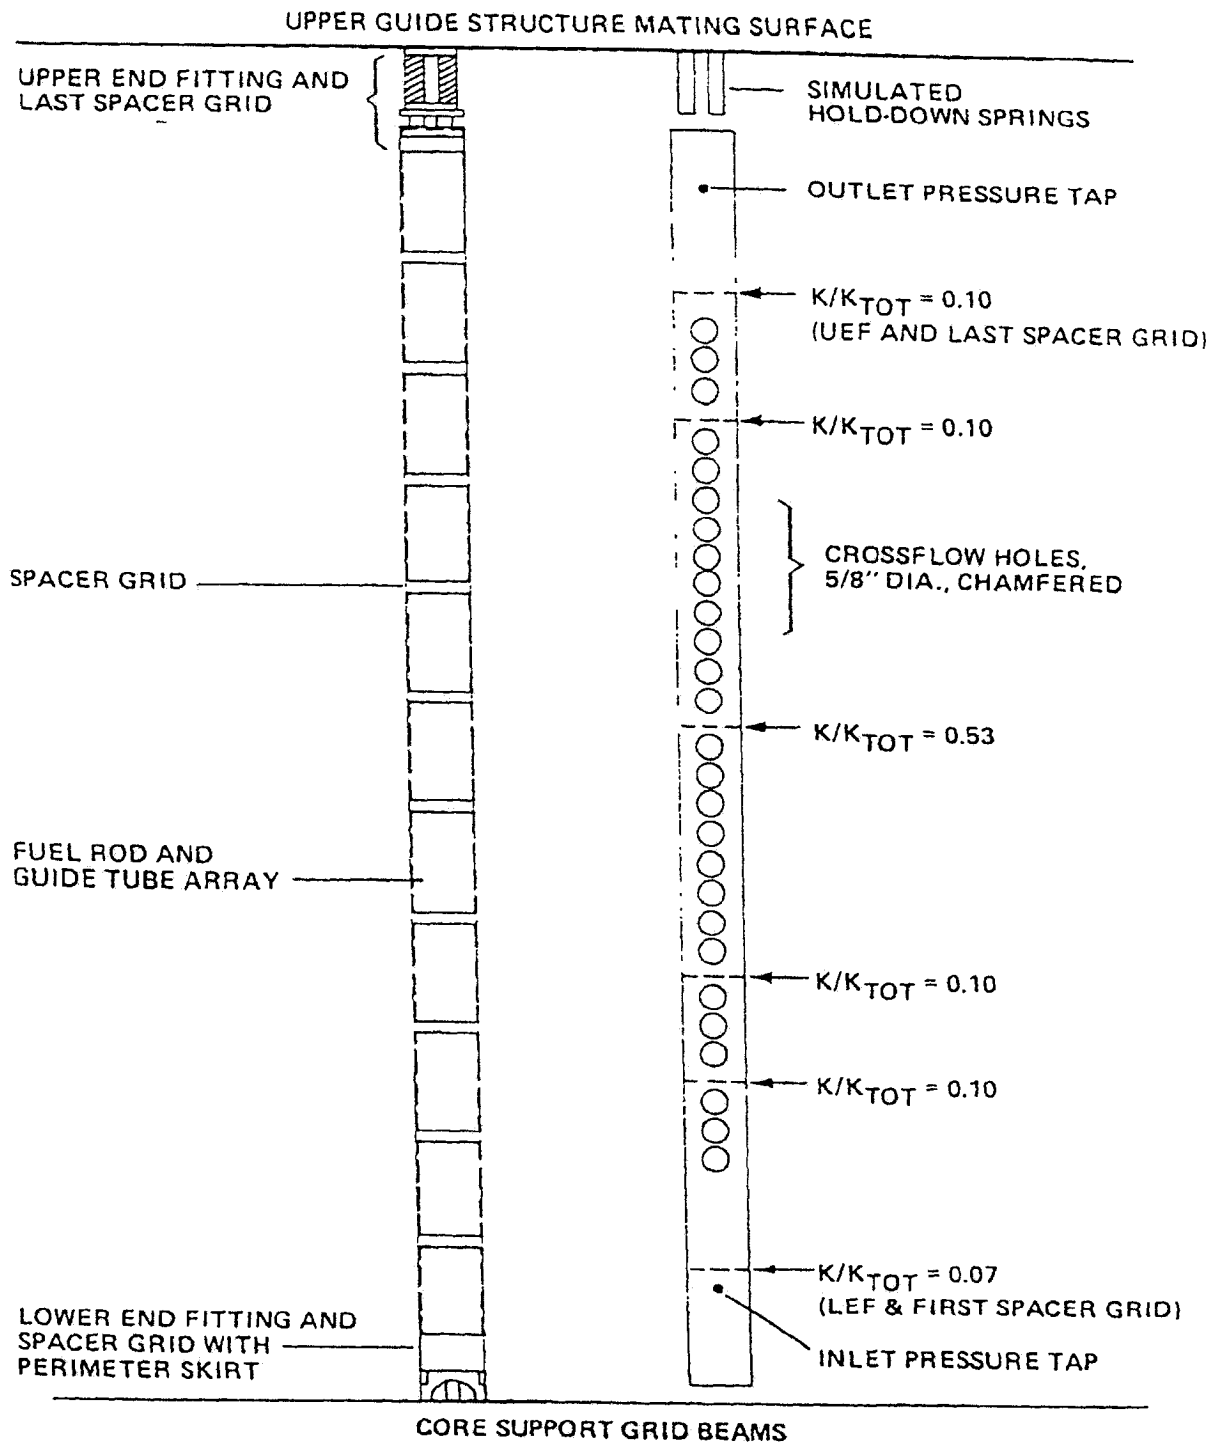 UPPER GUIDE STRUCTURE MATING SURFACE
UPPER END FITTING AND
LAST SPACER GRID
SIMULATED
HOLD-DOWN SPRINGS
OUTLET PRESSURE TAP
K/KTOT = 0.10
(UEF AND LAST SPACER GRID)
K/KTOT = 0.10
CROSSFLOW HOLES,
5/8" DIA., CHAMFERED
SPACER GRID
K/KTOT = 0.53
FUEL ROD AND
GUIDE TUBE ARRAY
K/KTOT = 0.10
K/KTOT = 0.10
K/KTOT = 0.07
(LEF & FIRST SPACER GRID)
LOWER END FITTING AND
SPACER GRID WITH
PERIMETER SKIRT
INLET PRESSURE TAP
CORE SUPPORT GRID BEAMS